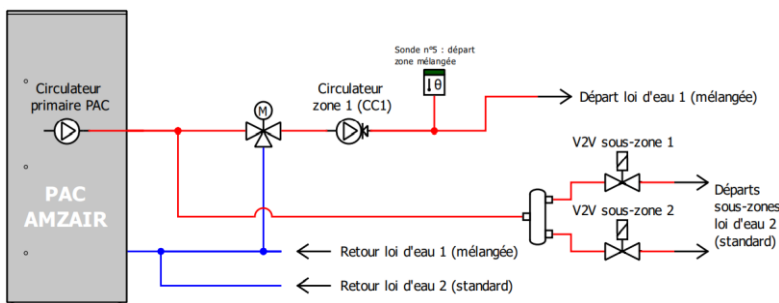 Sonde n°5 : départ
zone mélangée
θ
Circulateur
primaire PAC
M
Circulateur
zone 1 (CC1)
Départ loi d'eau 1 (mélangée)
V2V sous-zone 1
PAC
AMZAIR
V2V sous-zone 2
Départs
sous-zones
loi d'eau 2
(standard)
Retour loi d'eau 1 (mélangée)
Retour loi d'eau 2 (standard)